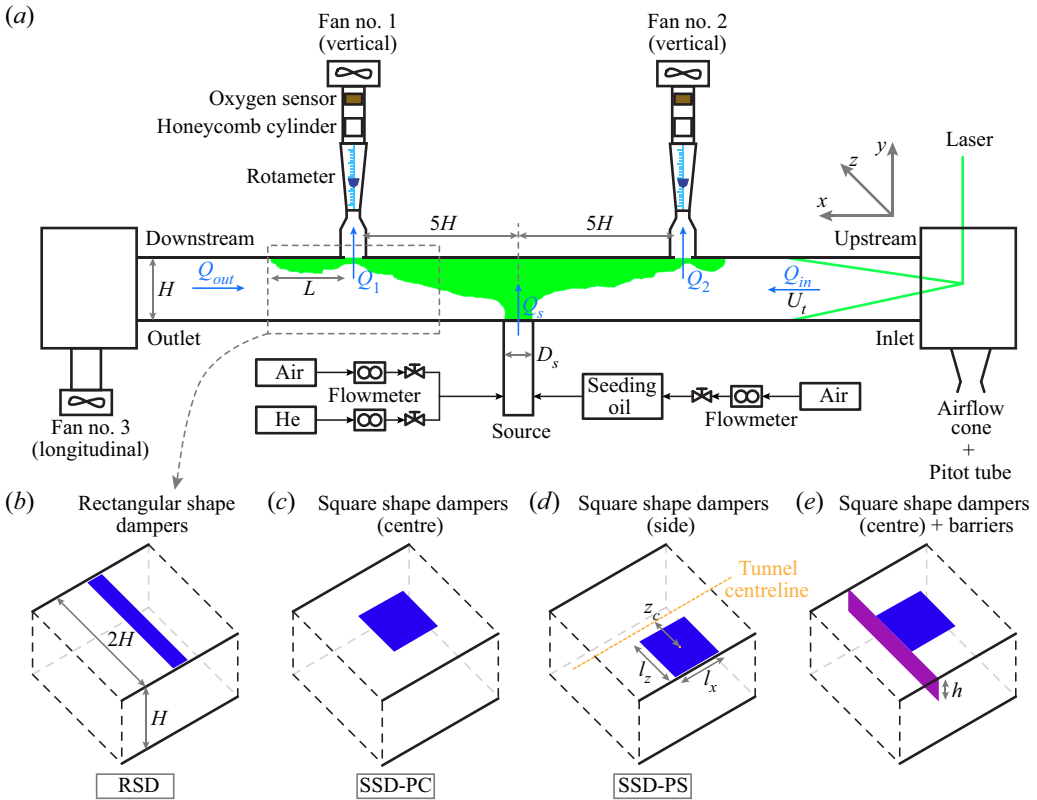 (a)
Fan no. 1
(vertical)
Fan no. 2
(vertical)
Oxygen sensor
Honeycomb cylinder
Rotameter
Laser
y
z
x
5H
5H
Downstream
Upstream
Q_out
H
L
Q_1
Q_s
Q_2
Q_in
U_t
Outlet
Inlet
D_s
Air
Flowmeter
He
Source
Seeding
oil
Flowmeter
Air
Fan no. 3
(longitudinal)
Airflow
cone
+
Pitot tube
(b)
Rectangular shape
dampers
2H
H
RSD
(c)
Square shape dampers
(centre)
SSD-PC
(d)
Square shape dampers
(side)
Tunnel
centreline
z_c
l_z
l_x
SSD-PS
(e)
Square shape dampers
(centre) + barriers
h